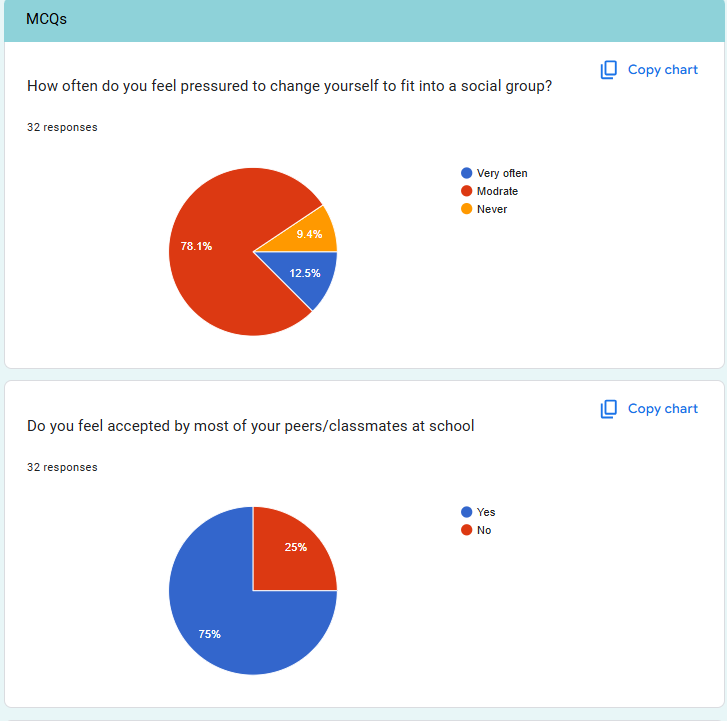 MCQs
Copy chart
How often do you feel pressured to change yourself to fit into a social group?
32 responses
Very often
Modrate
Never
78.1%
9.4%
12.5%
Copy chart
Do you feel accepted by most of your peers/classmates at school
32 responses
Yes
No
25%
75%